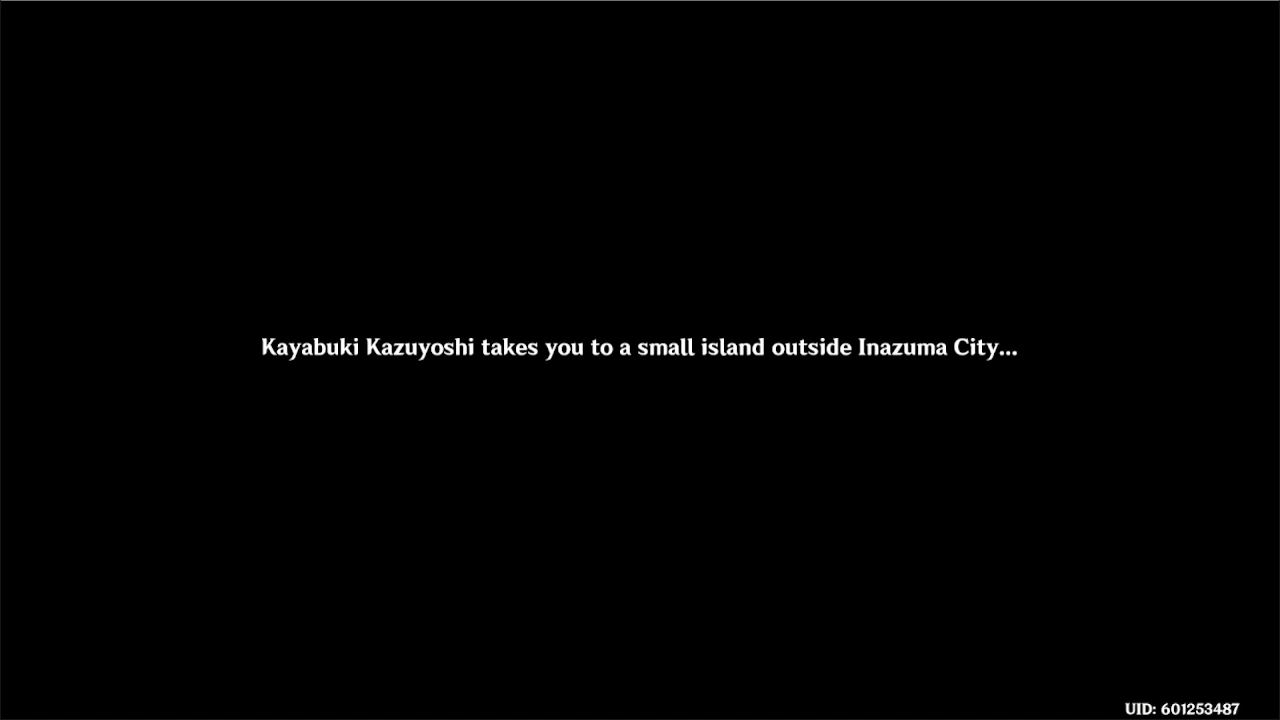 Kayabuki Kazuyoshi takes you to a small island outside Inazuma City...
UID: 601253487